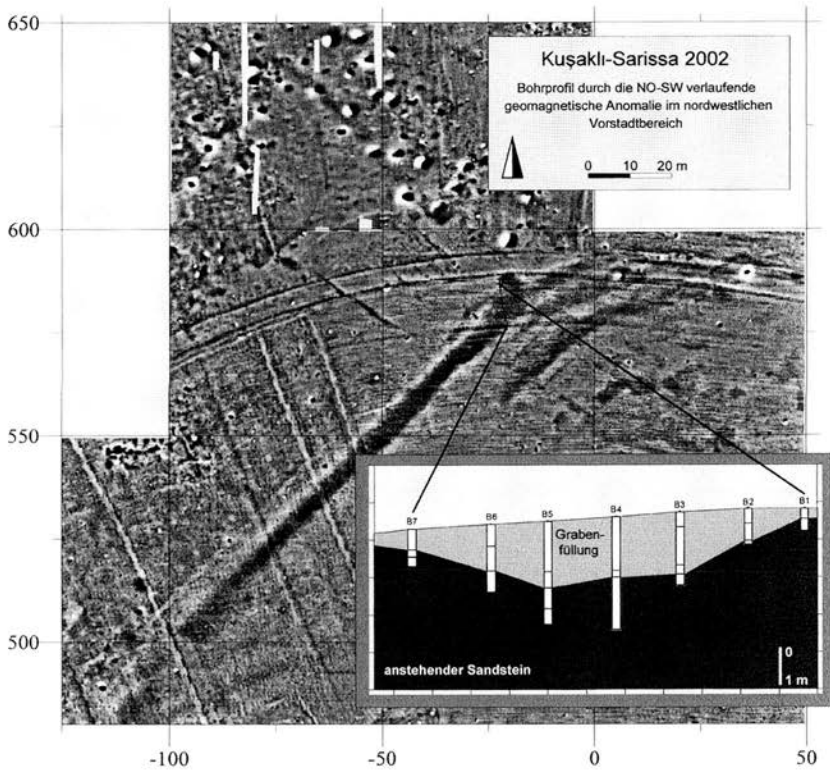 650
600
550
500
Kuşaklı-Sarissa 2002
Bohrprofil durch die NO-SW verlaufende
geomagnetische Anomalie im nordwestlichen
Vorstadtbereich
0 10 20 m
B7 B6 B5 B4 B3 B2 B1
Graben-
füllung
anstehender Sandstein
0
1 m
-100 -50 0 50